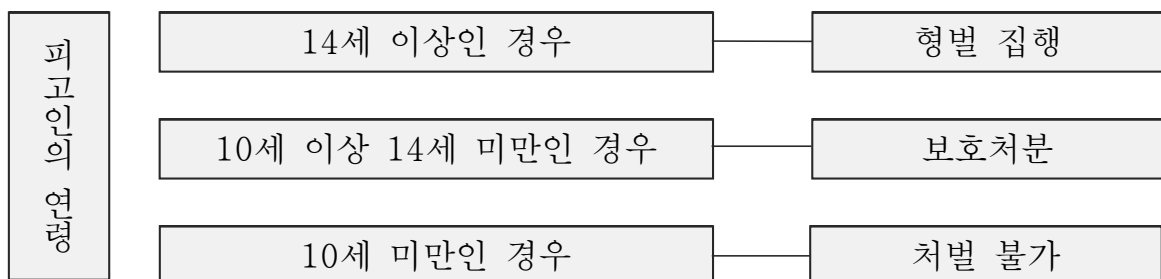 피고인의 연령
14세 이상인 경우
형벌 집행
10세 이상 14세 미만인 경우
보호처분
10세 미만인 경우
처벌 불가